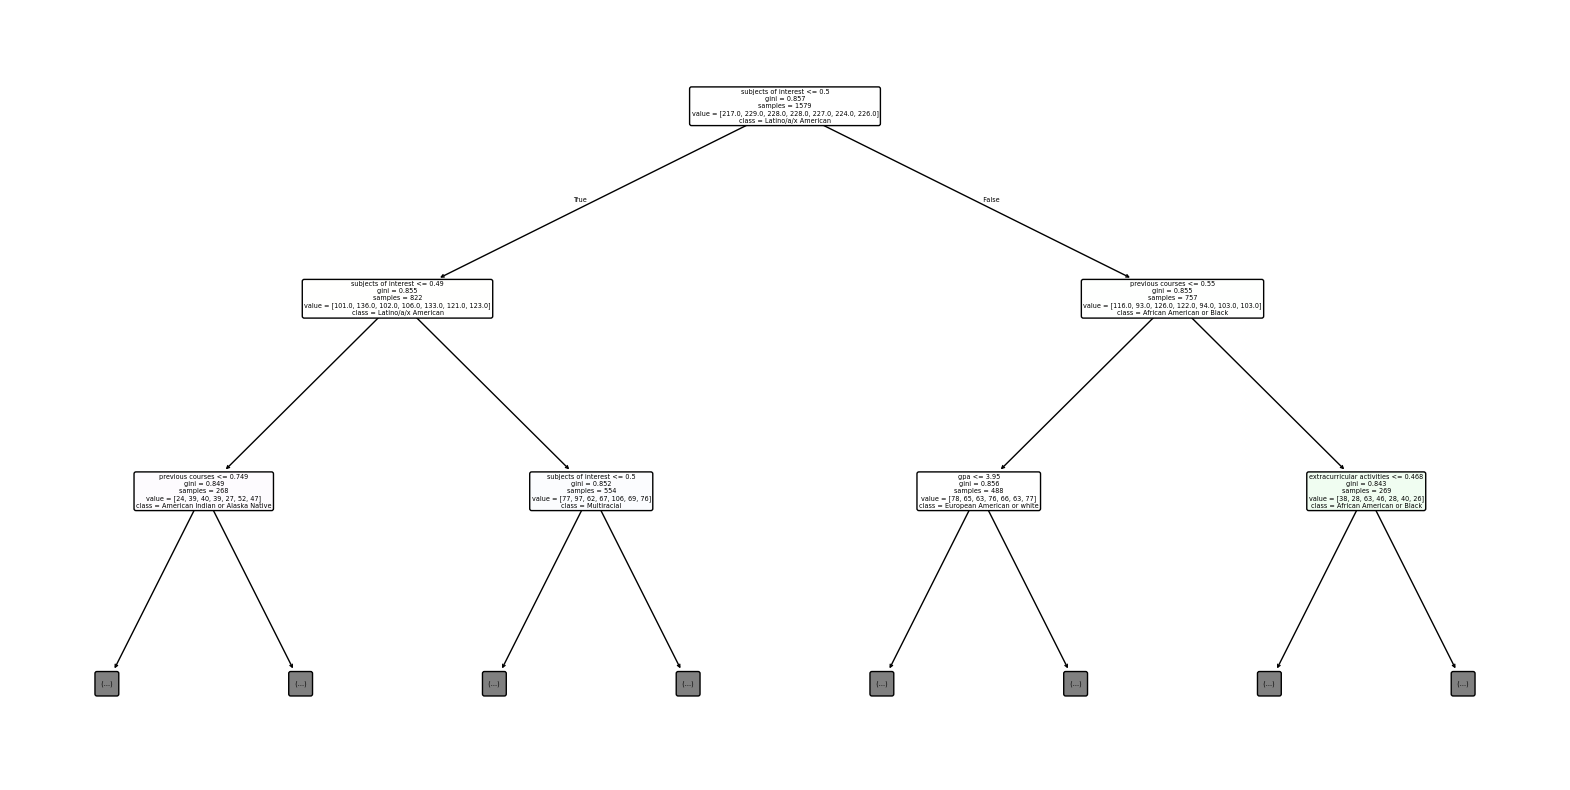 subjects of interest <= 0.5
gini = 0.857
samples = 1579
value = [217.0, 229.0, 228.0, 228.0, 227.0, 224.0, 226.0]
class = Latino/a/x American
True
False
subjects of interest <= 0.49
gini = 0.855
samples = 822
value = [101.0, 136.0, 102.0, 106.0, 133.0, 121.0, 123.0]
class = Latino/a/x American
previous courses <= 0.55
gini = 0.855
samples = 757
value = [116.0, 93.0, 126.0, 122.0, 94.0, 103.0, 103.0]
class = African American or Black
previous courses <= 0.749
gini = 0.849
samples = 268
value = [24, 39, 40, 39, 27, 52, 47]
class = American Indian or Alaska Native
subjects of interest <= 0.5
gini = 0.852
samples = 554
value = [77, 97, 62, 67, 106, 69, 76]
class = Multiracial
gpa <= 3.95
gini = 0.856
samples = 488
value = [78, 65, 63, 76, 66, 63, 77]
class = European American or white
extracurricular activities <= 0.468
gini = 0.843
samples = 269
value = [38, 28, 63, 46, 28, 40, 26]
class = African American or Black
(...)
(...)
(...)
(...)
(...)
(...)
(...)
(...)